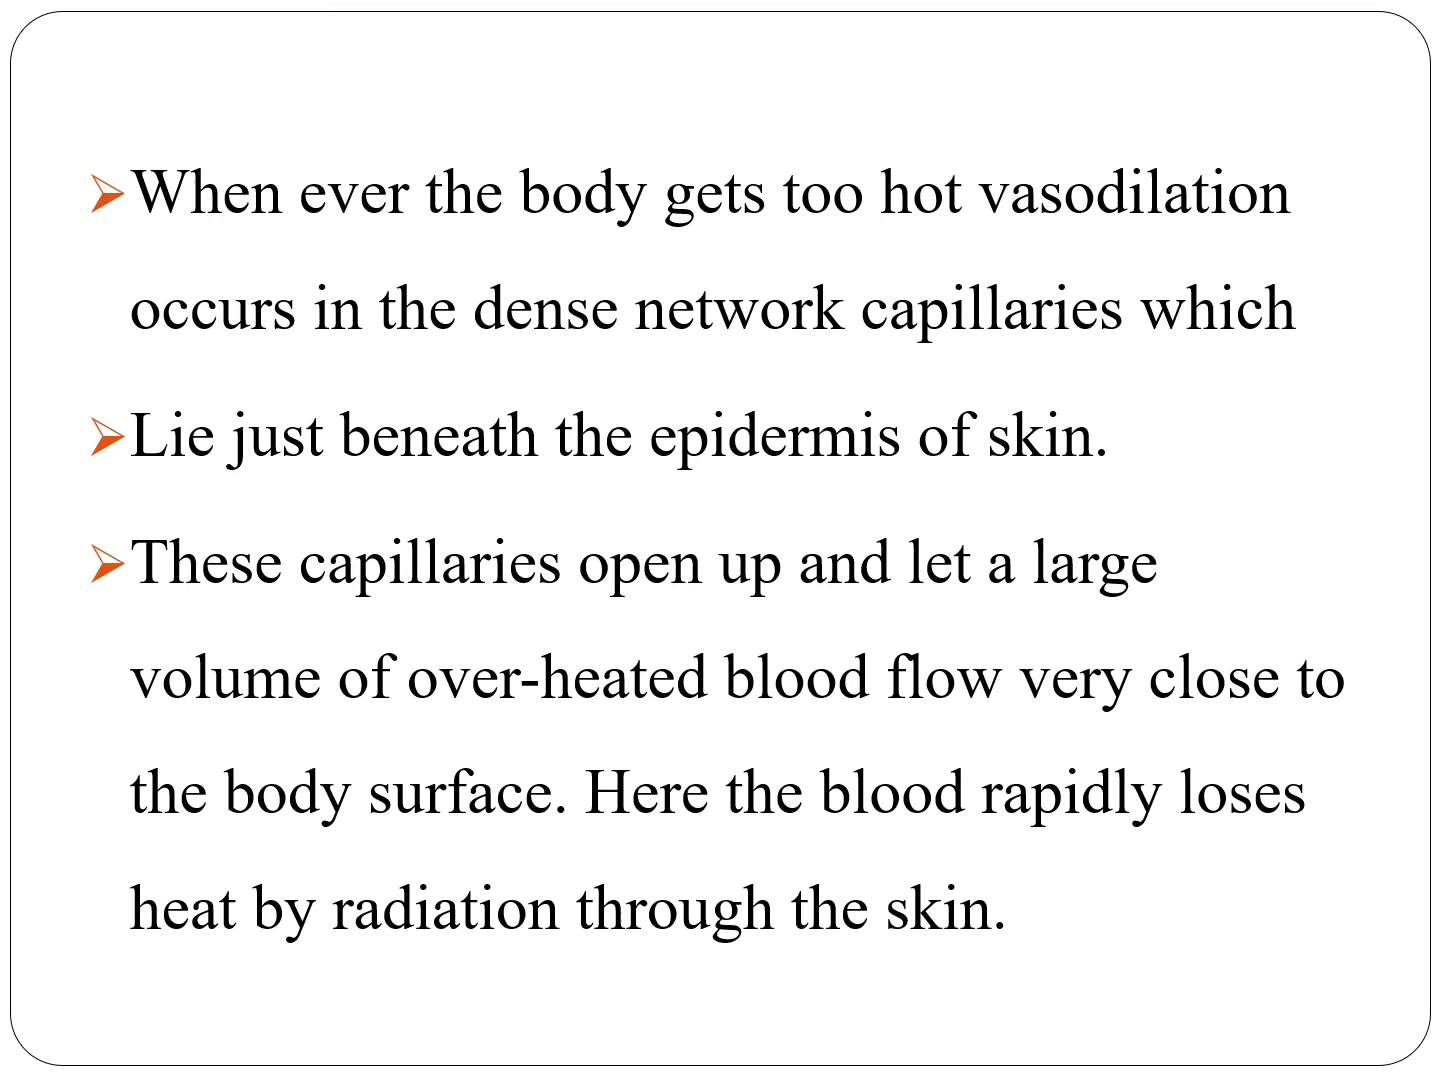 ➢When ever the body gets too hot vasodilation
occurs in the dense network capillaries which
➢Lie just beneath the epidermis of skin.
➢These capillaries open up and let a large
volume of over-heated blood flow very close to
the body surface. Here the blood rapidly loses
heat by radiation through the skin.